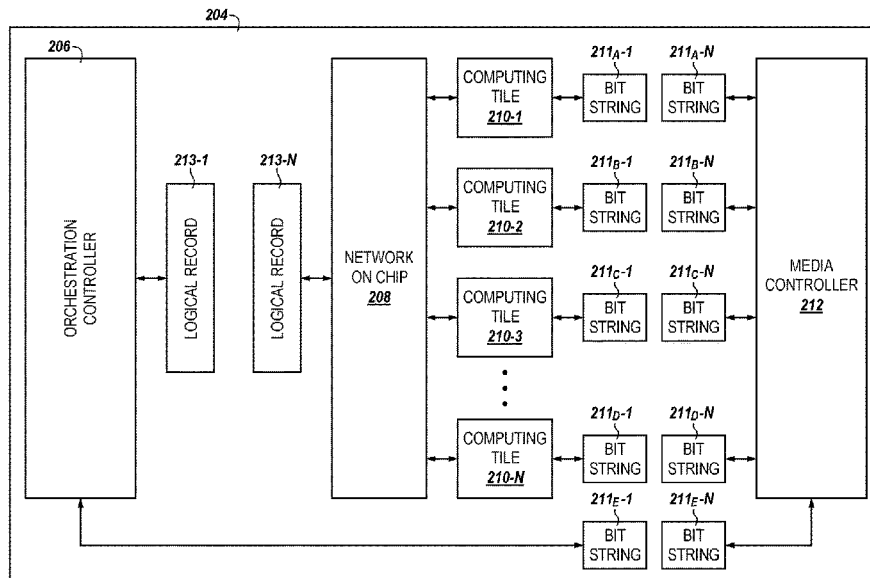 204
206
ORCHESTRATION
CONTROLLER
213-1
LOGICAL RECORD
213-N
LOGICAL RECORD
NETWORK
ON CHIP
208
COMPUTING
TILE
210-1
211A-1
BIT
STRING
211A-N
BIT
STRING
COMPUTING
TILE
210-2
211B-1
BIT
STRING
211B-N
BIT
STRING
COMPUTING
TILE
210-3
211C-1
BIT
STRING
211C-N
BIT
STRING
COMPUTING
TILE
210-N
211D-1
BIT
STRING
211D-N
BIT
STRING
211E-1
BIT
STRING
211E-N
BIT
STRING
MEDIA
CONTROLLER
212